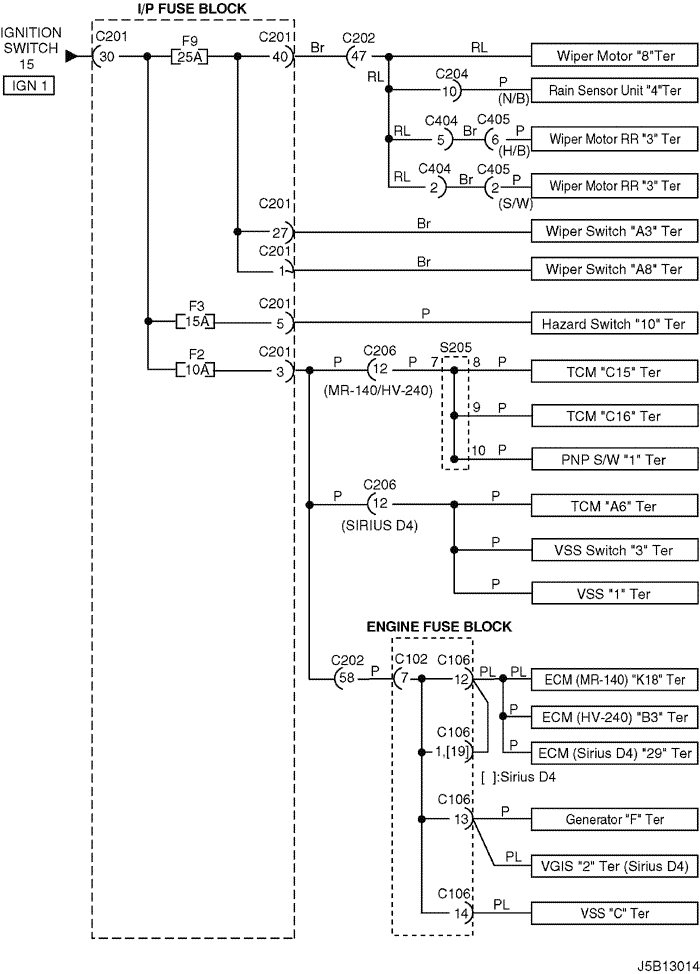 I/P FUSE BLOCK
IGNITION
SWITCH
15
IGN 1
C201
30
F9
25A
C201
40
Br
C202
47
RL
Wiper Motor "8"Ter
RL
C204
10
P
(N/B)
Rain Sensor Unit "4"Ter
RL
C404
5
Br
C405
6
P
(H/B)
Wiper Motor RR "3" Ter
RL
C404
2
Br
C405
2
P
(S/W)
Wiper Motor RR "3" Ter
C201
27
Br
Wiper Switch "A3" Ter
C201
1
Br
Wiper Switch "A8" Ter
F3
15A
C201
5
P
Hazard Switch "10" Ter
F2
10A
C201
3
P
C206
12
(MR-140/HV-240)
P
7
S205
8
P
TCM "C15" Ter
9
P
TCM "C16" Ter
10
P
PNP S/W "1" Ter
P
C206
12
(SIRIUS D4)
P
TCM "A6" Ter
P
VSS Switch "3" Ter
P
VSS "1" Ter
ENGINE FUSE BLOCK
C202
58
P
C102
7
C106
12
PL
PL
ECM (MR-140) "K18" Ter
P
ECM (HV-240) "B3" Ter
C106
1,[19]
P
ECM (Sirius D4) "29" Ter
[ ]:Sirius D4
C106
13
P
Generator "F" Ter
PL
VGIS "2" Ter (Sirius D4)
C106
14
PL
VSS "C" Ter
J5B13014